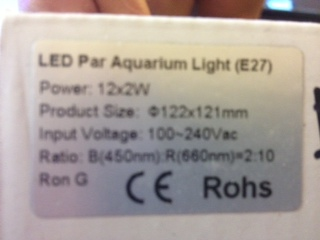 LED Par Aquarium Light (E27)
Power: 12x2W
Product Size: Φ122x121mm
Input Voltage: 100~240Vac
Ratio: B(450nm):R(660nm)=2:10
Ron G CE Rohs